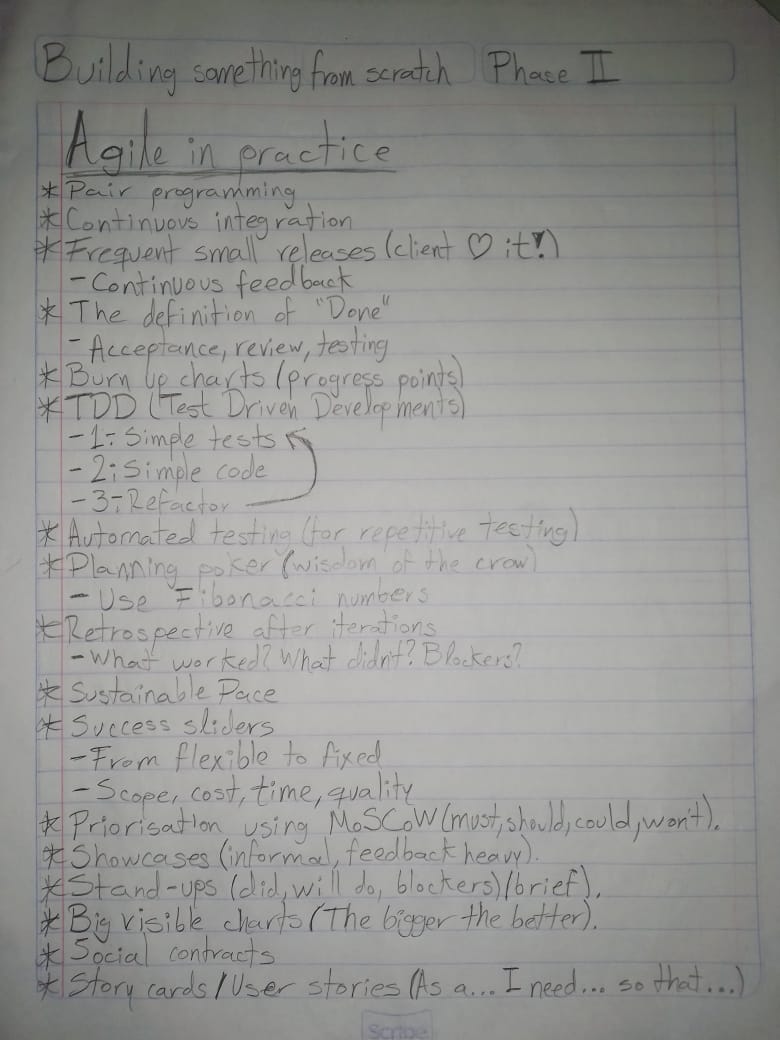 Building something from scratch Phase II
Agile in practice
* Pair programming
* Continuous integration
* Frequent small releases (client ♡ it!)
- Continuous feedback
* The definition of "Done"
- Acceptance, review, testing
* Burn up charts (progress points)
* TDD (Test Driven Developments)
- 1: Simple tests
- 2: Simple code
- 3: Refactor
* Automated testing (for repetitive testing)
* Planning poker (wisdom of the crow)
- Use Fibonacci numbers
* Retrospective after iterations
- What worked? What didn't? Blockers?
* Sustainable Pace
* Success sliders
- From flexible to fixed
- Scope, cost, time, quality
* Priorisation using MoSCoW (must, should, could, won't).
* Showcases (informal, feedback heavy).
* Stand-ups (did, will do, blockers) (brief).
* Big visible charts (The bigger the better).
* Social contracts
* Story cards / User stories (As a... I need... so that...)
Scribe